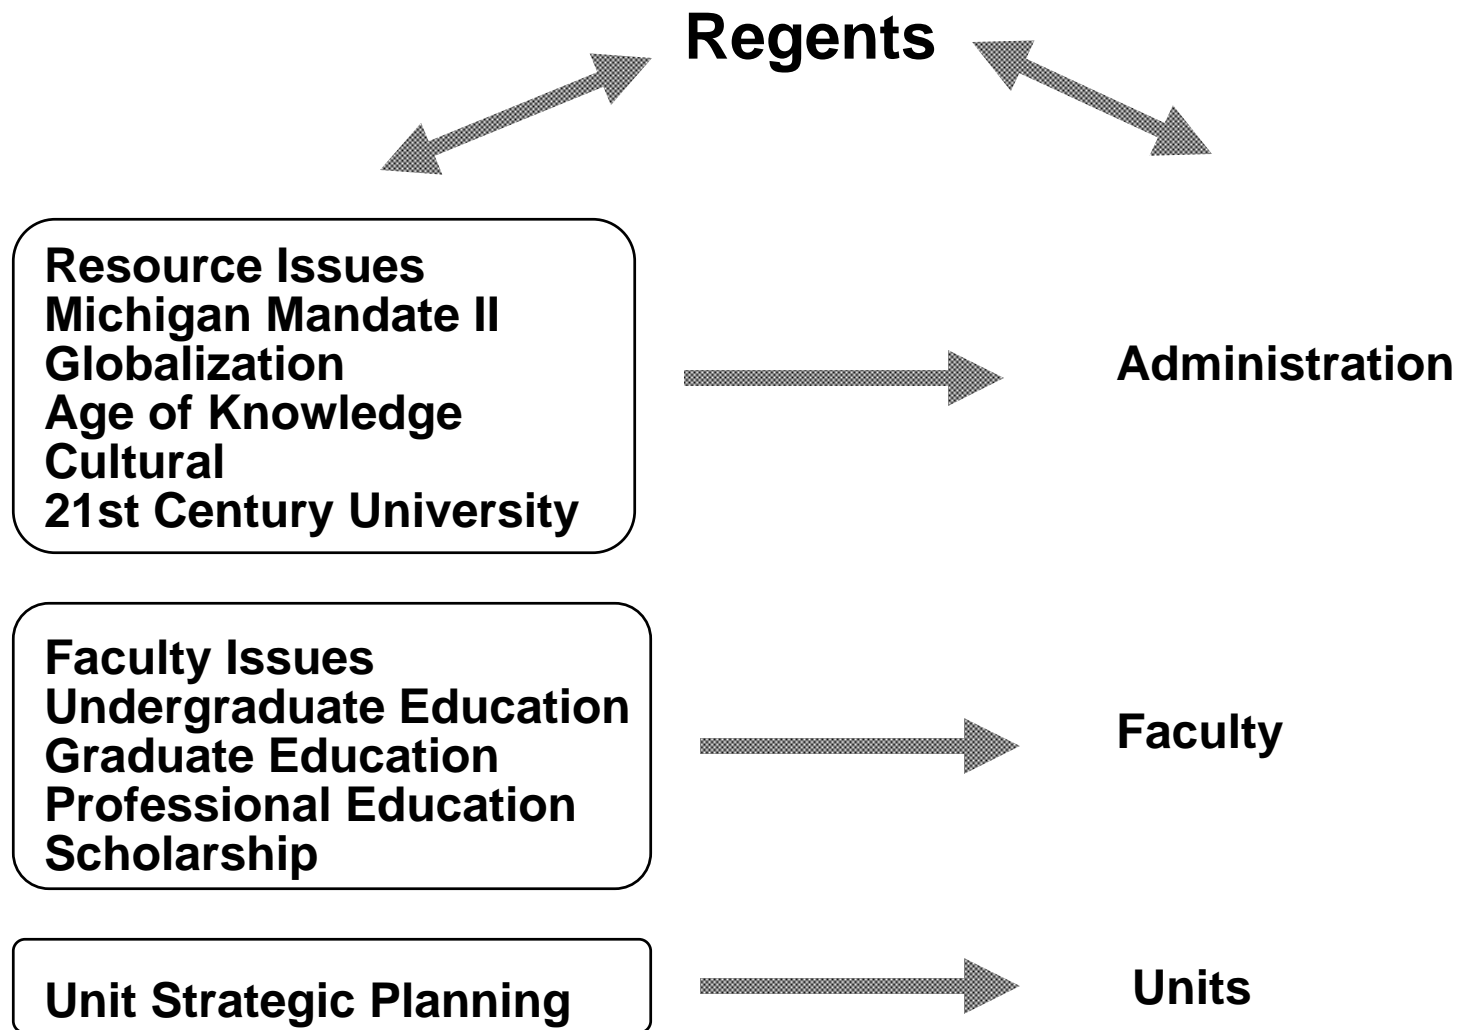 Regents
Resource Issues
Michigan Mandate II
Globalization
Age of Knowledge
Cultural
21st Century University
Administration
Faculty Issues
Undergraduate Education
Graduate Education
Professional Education
Scholarship
Faculty
Unit Strategic Planning
Units